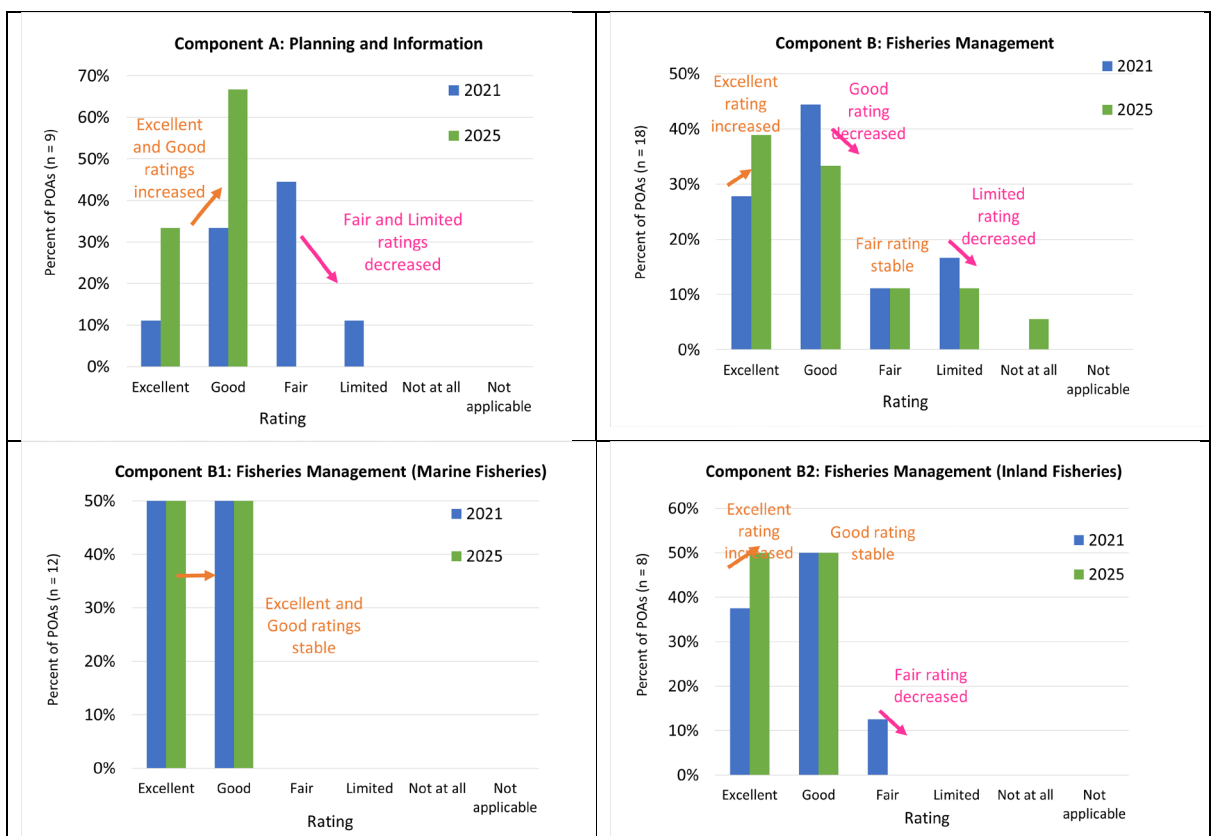 Component A: Planning and Information
70%
60%
50%
40%
30%
20%
10%
0%
Percent of POAs (n = 9)
2021
2025
Excellent
and Good
ratings
increased
Fair and Limited
ratings
decreased
Excellent
Good
Fair
Limited
Not at all
Not
applicable
Rating
Component B: Fisheries Management
50%
40%
30%
20%
10%
0%
Percent of POAs (n = 18)
2021
2025
Excellent
rating
increased
Good
rating
decreased
Fair rating
stable
Limited
rating
decreased
Excellent
Good
Fair
Limited
Not at all
Not
applicable
Rating
Component B1: Fisheries Management (Marine Fisheries)
50%
40%
30%
20%
10%
0%
Percent of POAs (n = 12)
2021
2025
Excellent and
Good ratings
stable
Excellent
Good
Fair
Limited
Not at all
Not
applicable
Rating
Component B2: Fisheries Management (Inland Fisheries)
60%
50%
40%
30%
20%
10%
0%
Percent of POAs (n = 8)
2021
2025
Excellent
rating
increased
Good rating
stable
Fair rating
decreased
Excellent
Good
Fair
Limited
Not at all
Not
applicable
Rating